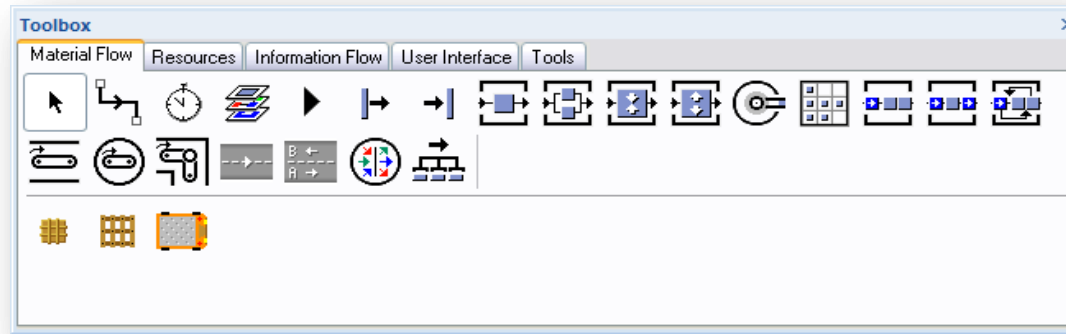 Toolbox
Material Flow Resources Information Flow User Interface Tools
B
A